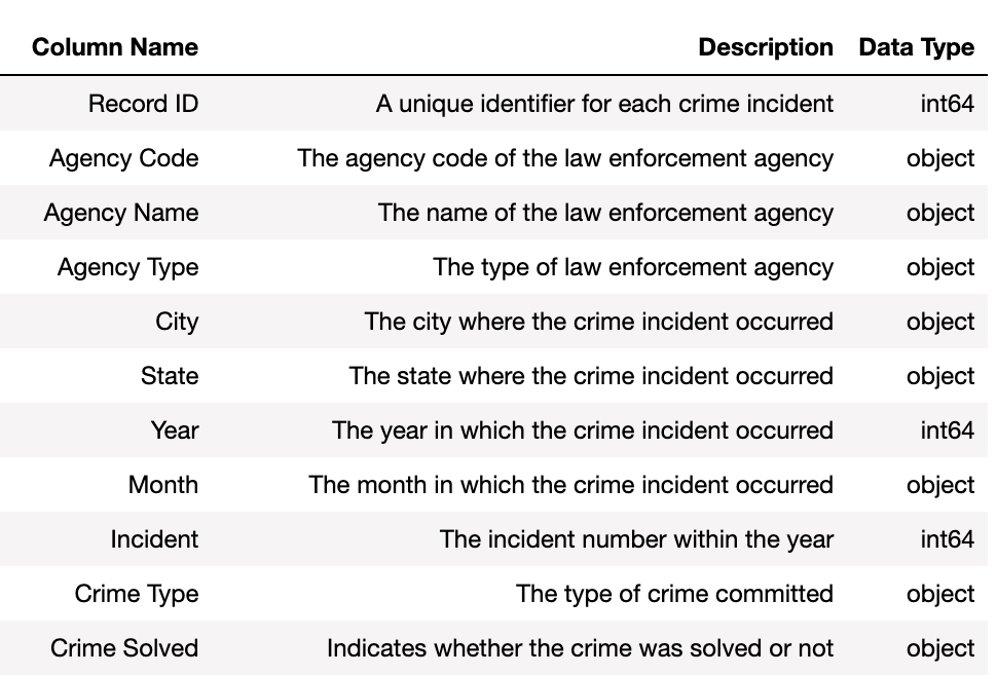 Column Name Description Data Type
Record ID A unique identifier for each crime incident int64
Agency Code The agency code of the law enforcement agency object
Agency Name The name of the law enforcement agency object
Agency Type The type of law enforcement agency object
City The city where the crime incident occurred object
State The state where the crime incident occurred object
Year The year in which the crime incident occurred int64
Month The month in which the crime incident occurred object
Incident The incident number within the year int64
Crime Type The type of crime committed object
Crime Solved Indicates whether the crime was solved or not object